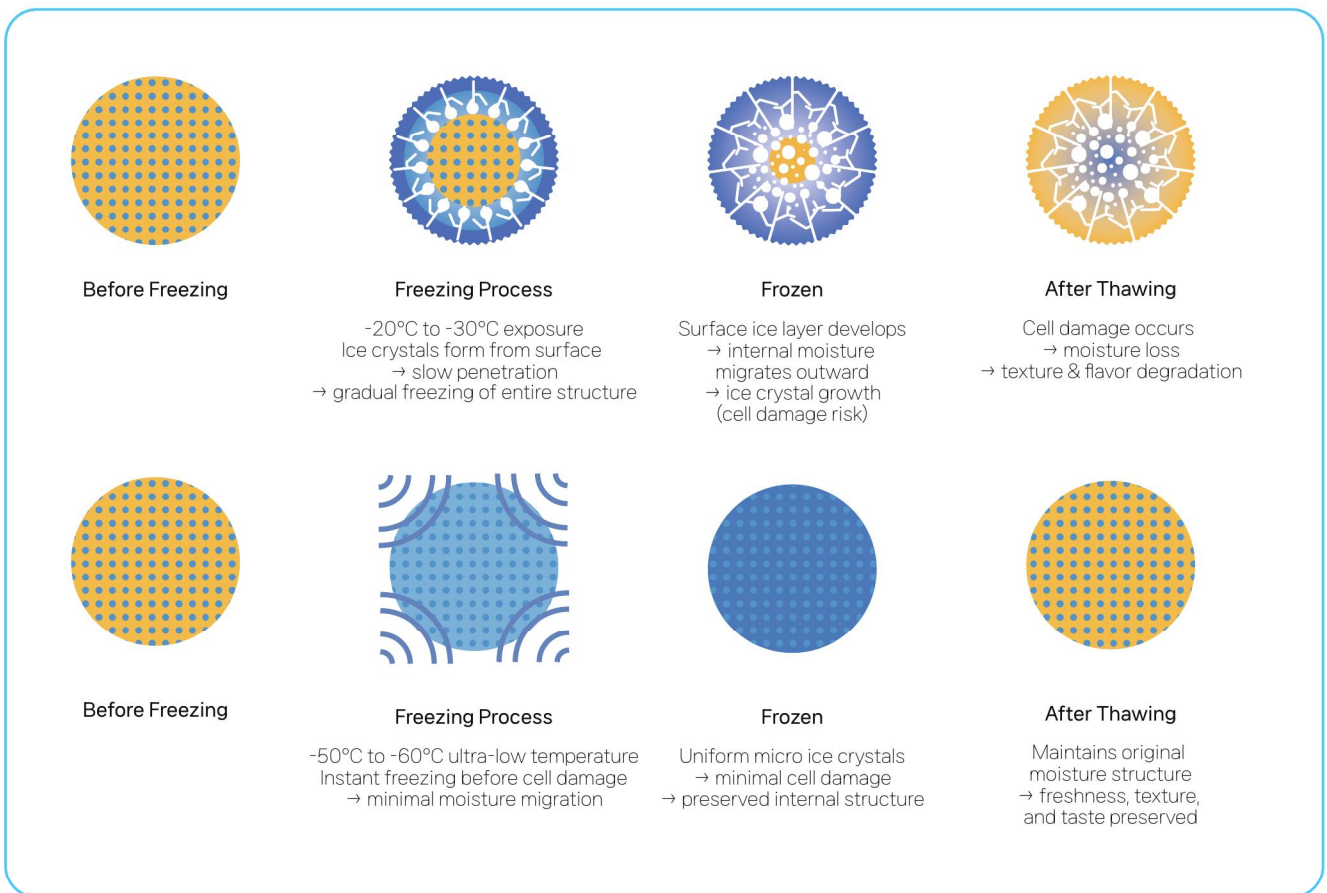 Before Freezing
Freezing Process
-20°C to -30°C exposure
Ice crystals form from surface
→ slow penetration
→ gradual freezing of entire structure
Frozen
Surface ice layer develops
→ internal moisture
migrates outward
→ ice crystal growth
(cell damage risk)
After Thawing
Cell damage occurs
→ moisture loss
→ texture & flavor degradation
Before Freezing
Freezing Process
-50°C to -60°C ultra-low temperature
Instant freezing before cell damage
→ minimal moisture migration
Frozen
Uniform micro ice crystals
→ minimal cell damage
→ preserved internal structure
After Thawing
Maintains original
moisture structure
→ freshness, texture,
and taste preserved